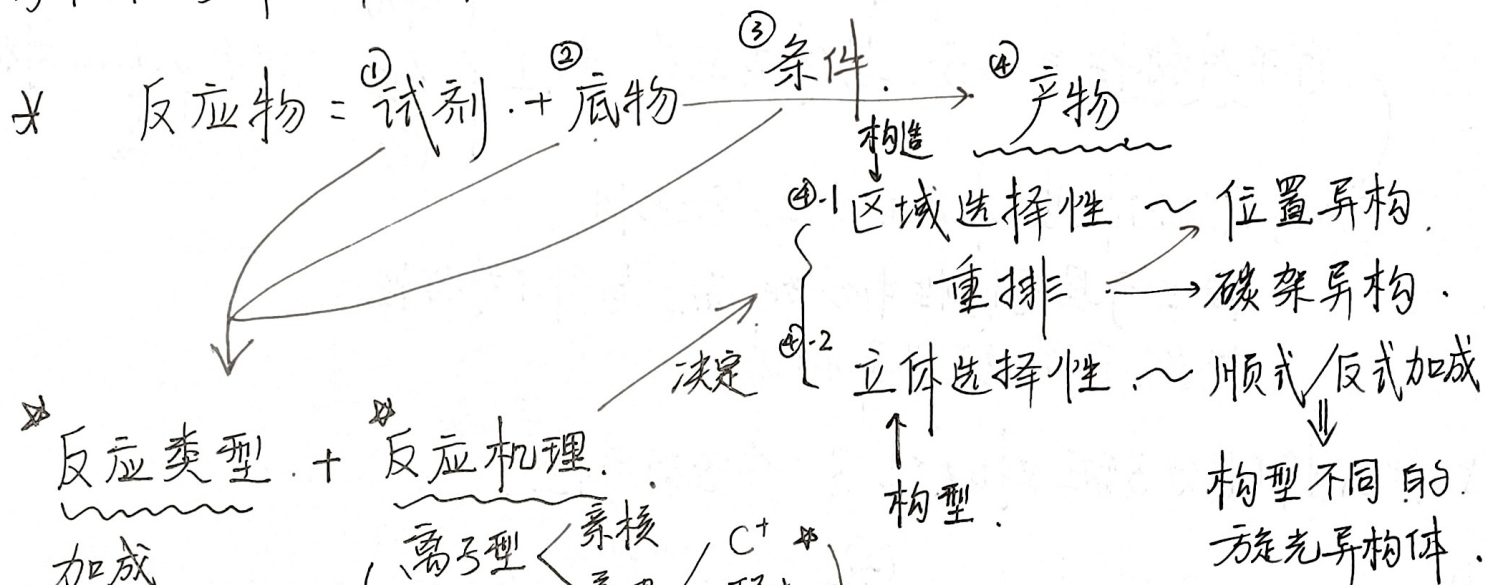 * 反应物 = ①试剂. + ②底物 ③条件. → ④产物
构造
↓
④-1 区域选择性 ~ 位置异构.
重排 → 碳架异构.
决定
④-2 立体选择性. ~ 顺式/反式加成
↑
构型.
⇓
构型不同的.
旋光异构体.
☆反应类型. + ☆反应机理.
加成
离子型 < 亲核
C⁺ ☆